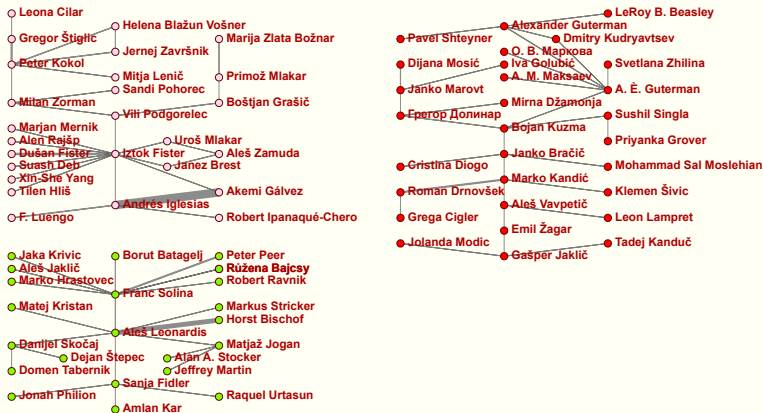 Leona Cilar
Gregor Štiglic
Peter Kokol
Milan Zorman
Helena Blažun Vošner
Jernej Završnik
Mitja Lenič
Sandi Pohorec
Vili Podgorelec
Marija Zlata Božnar
Primož Mlakar
Boštjan Grašič
Marjan Mernik
Alen Rajšp
Dušan Fister
Suash Deb
Xin-She Yang
Tilen Hliš
F. Luengo
Iztok Fister
Andrés Iglesias
Uroš Mlakar
Janez Brest
Aleš Zamuda
Akemi Gálvez
Robert Ipanaqué-Chero
Jaka Krivic
Aleš Jaklič
Marko Hrastovec
Matej Kristan
Danijel Skočaj
Dejan Štepec
Domen Tabernik
Jonah Philion
Borut Batagelj
Franc Solina
Aleš Leonardis
Sanja Fidler
Amlan Kar
Peter Peer
Růžena Bajcsy
Robert Ravnik
Markus Stricker
Horst Bischof
Matjaž Jogan
Alan A. Stocker
Jeffrey Martin
Raquel Urtasun
Pavel Shteyner
Dijana Mosić
Janko Marovt
Грегор Долинар
Cristina Diogo
Roman Drnovšek
Grega Cigler
Jolanda Modic
Alexander Guterman
О. В. Маркова
Iva Golubić
A. M. Maksaev
Mirna Džamonja
Bojan Kuzma
Janko Bračič
Marko Kandić
Aleš Vavpetič
Emil Žagar
Gašper Jaklič
LeRoy B. Beasley
Dmitry Kudryavtsev
Svetlana Zhilina
A. È. Guterman
Sushil Singla
Priyanka Grover
Mohammad Sal Moslehian
Klemen Šivic
Leon Lampret
Tadej Kanduč